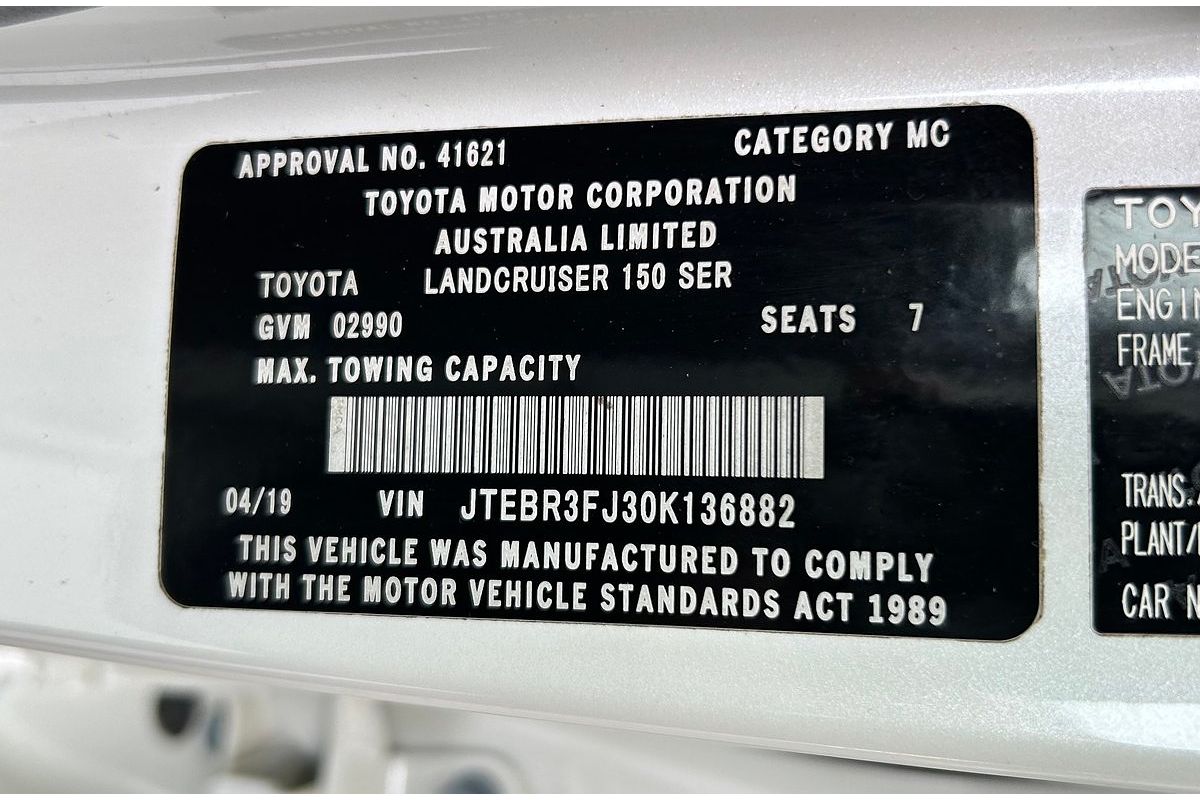 APPROVAL NO. 41621 CATEGORY MC
TOYOTA MOTOR CORPORATION
AUSTRALIA LIMITED
TOYOTA LANDCRUISER 150 SER
GVM 02990 SEATS 7
MAX. TOWING CAPACITY
04/19 VIN JTEBR3FJ30K136882
THIS VEHICLE WAS MANUFACTURED TO COMPLY
WITH THE MOTOR VEHICLE STANDARDS ACT 1989
TOY
MODE
ENGIN
FRAME
TRANS.
PLANT/
CAR N